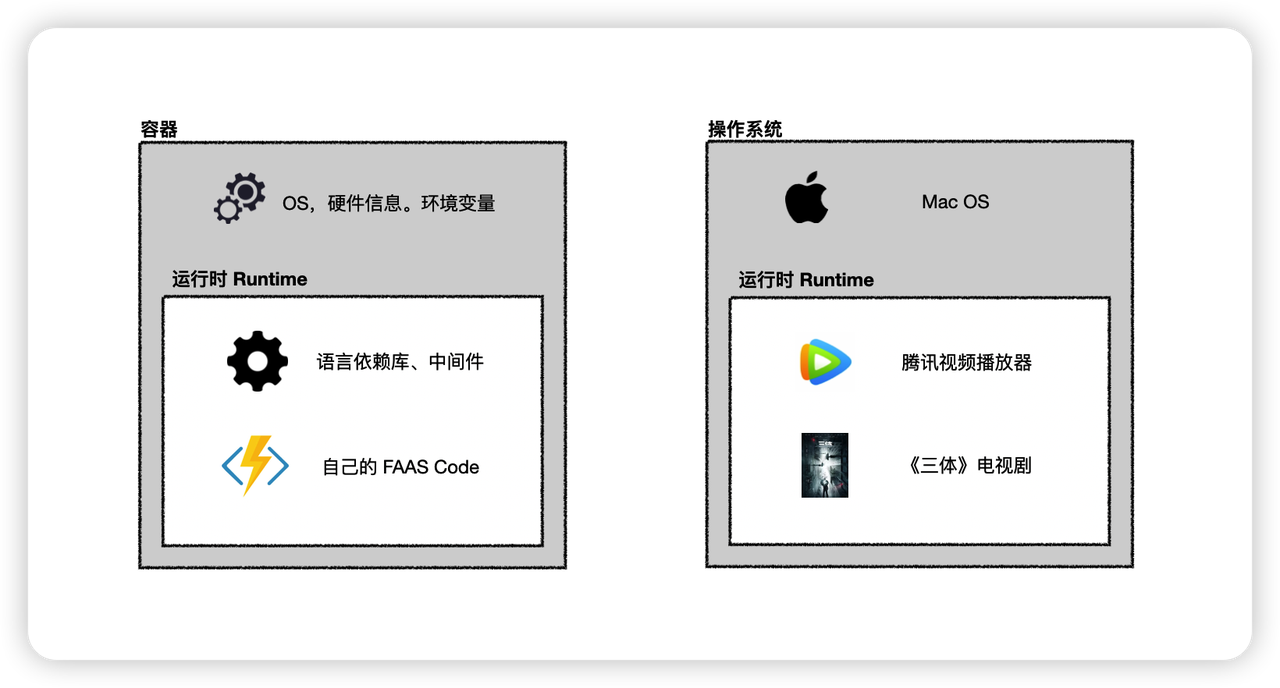 容器
OS，硬件信息。环境变量
运行时 Runtime
语言依赖库、中间件
自己的 FAAS Code
操作系统
Mac OS
运行时 Runtime
腾讯视频播放器
三体
《三体》电视剧